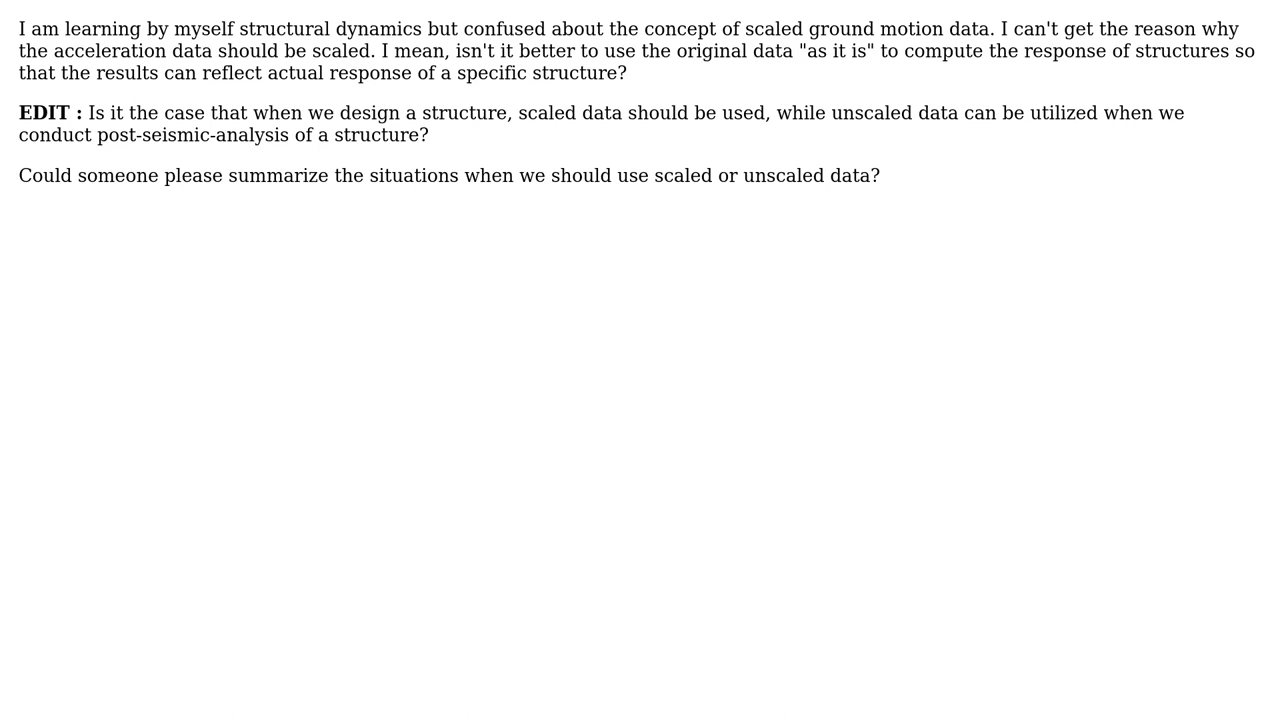 I am learning by myself structural dynamics but confused about the concept of scaled ground motion data. I can't get the reason why
the acceleration data should be scaled. I mean, isn't it better to use the original data "as it is" to compute the response of structures so
that the results can reflect actual response of a specific structure?
EDIT : Is it the case that when we design a structure, scaled data should be used, while unscaled data can be utilized when we
conduct post-seismic-analysis of a structure?
Could someone please summarize the situations when we should use scaled or unscaled data?